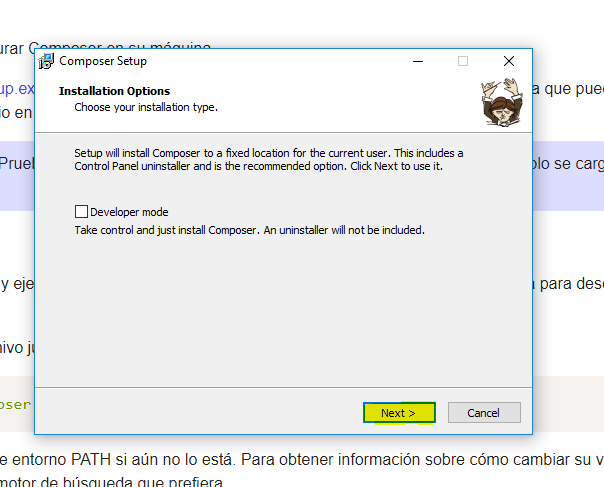 urar Composer en su máquina
Composer Setup
Installation Options
Choose your installation type.
up.ex
a que pue
io en
Prueb
olo se carg
Setup will install Composer to a fixed location for the current user. This includes a
Control Panel uninstaller and is the recommended option. Click Next to use it.
Developer mode
Take control and just install Composer. An uninstaller will not be included.
y eje
para des
ivo ju
oser
Next >
Cancel
e entorno PATH si aún no lo está. Para obtener información sobre cómo cambiar su v
motor de búsqueda que prefiera